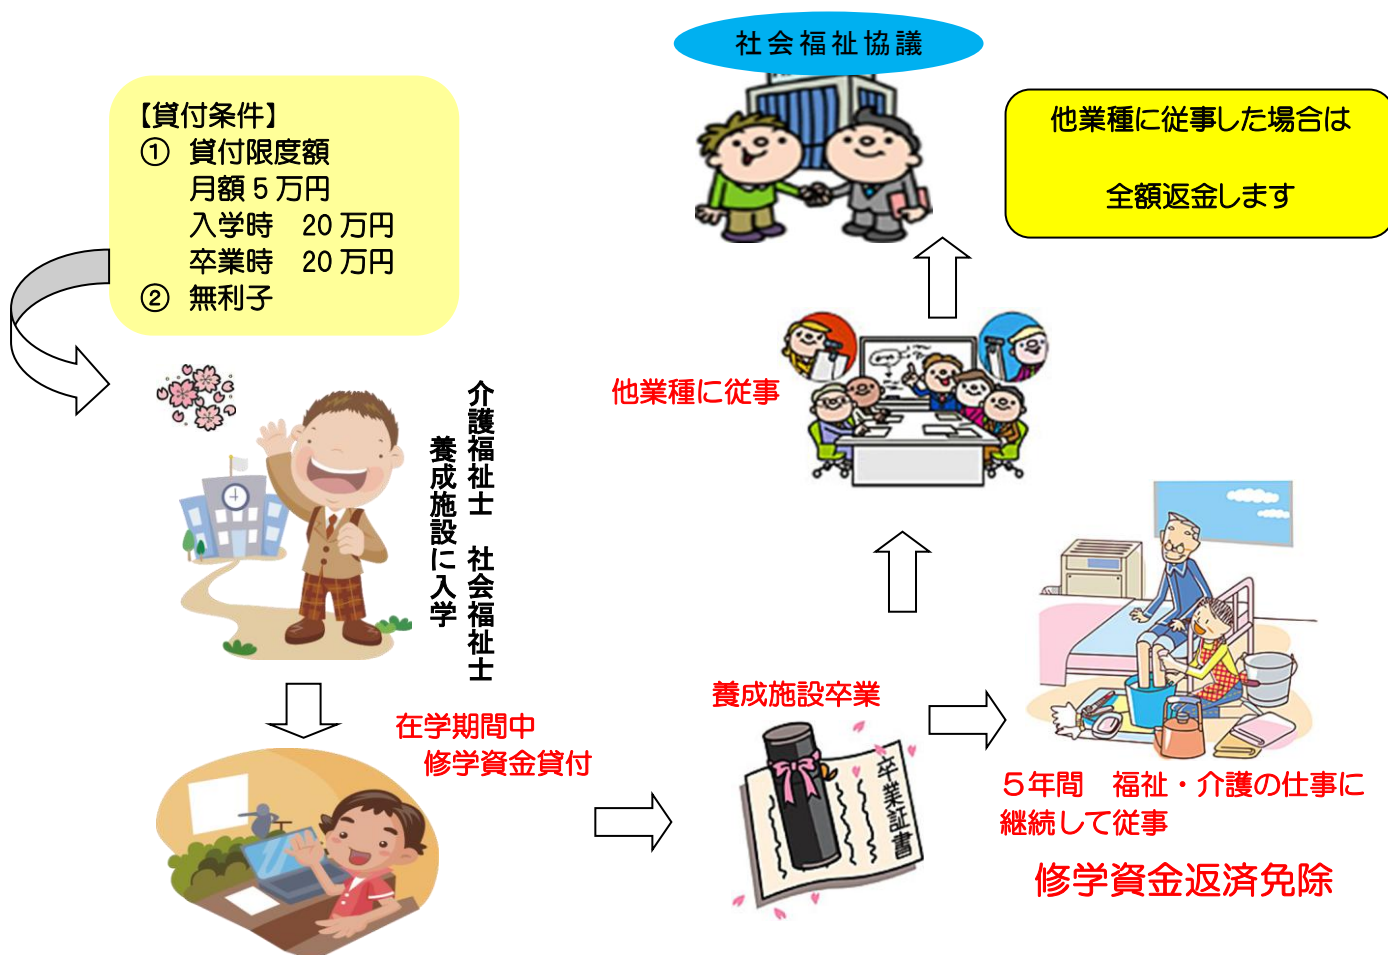 社会福祉協議
【貸付条件】
① 貸付限度額
月額5万円
入学時　20万円
卒業時　20万円
② 無利子
他業種に従事した場合は
全額返金します
介護福祉士　社会福祉士
養成施設に入学
他業種に従事
在学期間中
修学資金貸付
養成施設卒業
卒業証書
５年間　福祉・介護の仕事に
継続して従事
修学資金返済免除